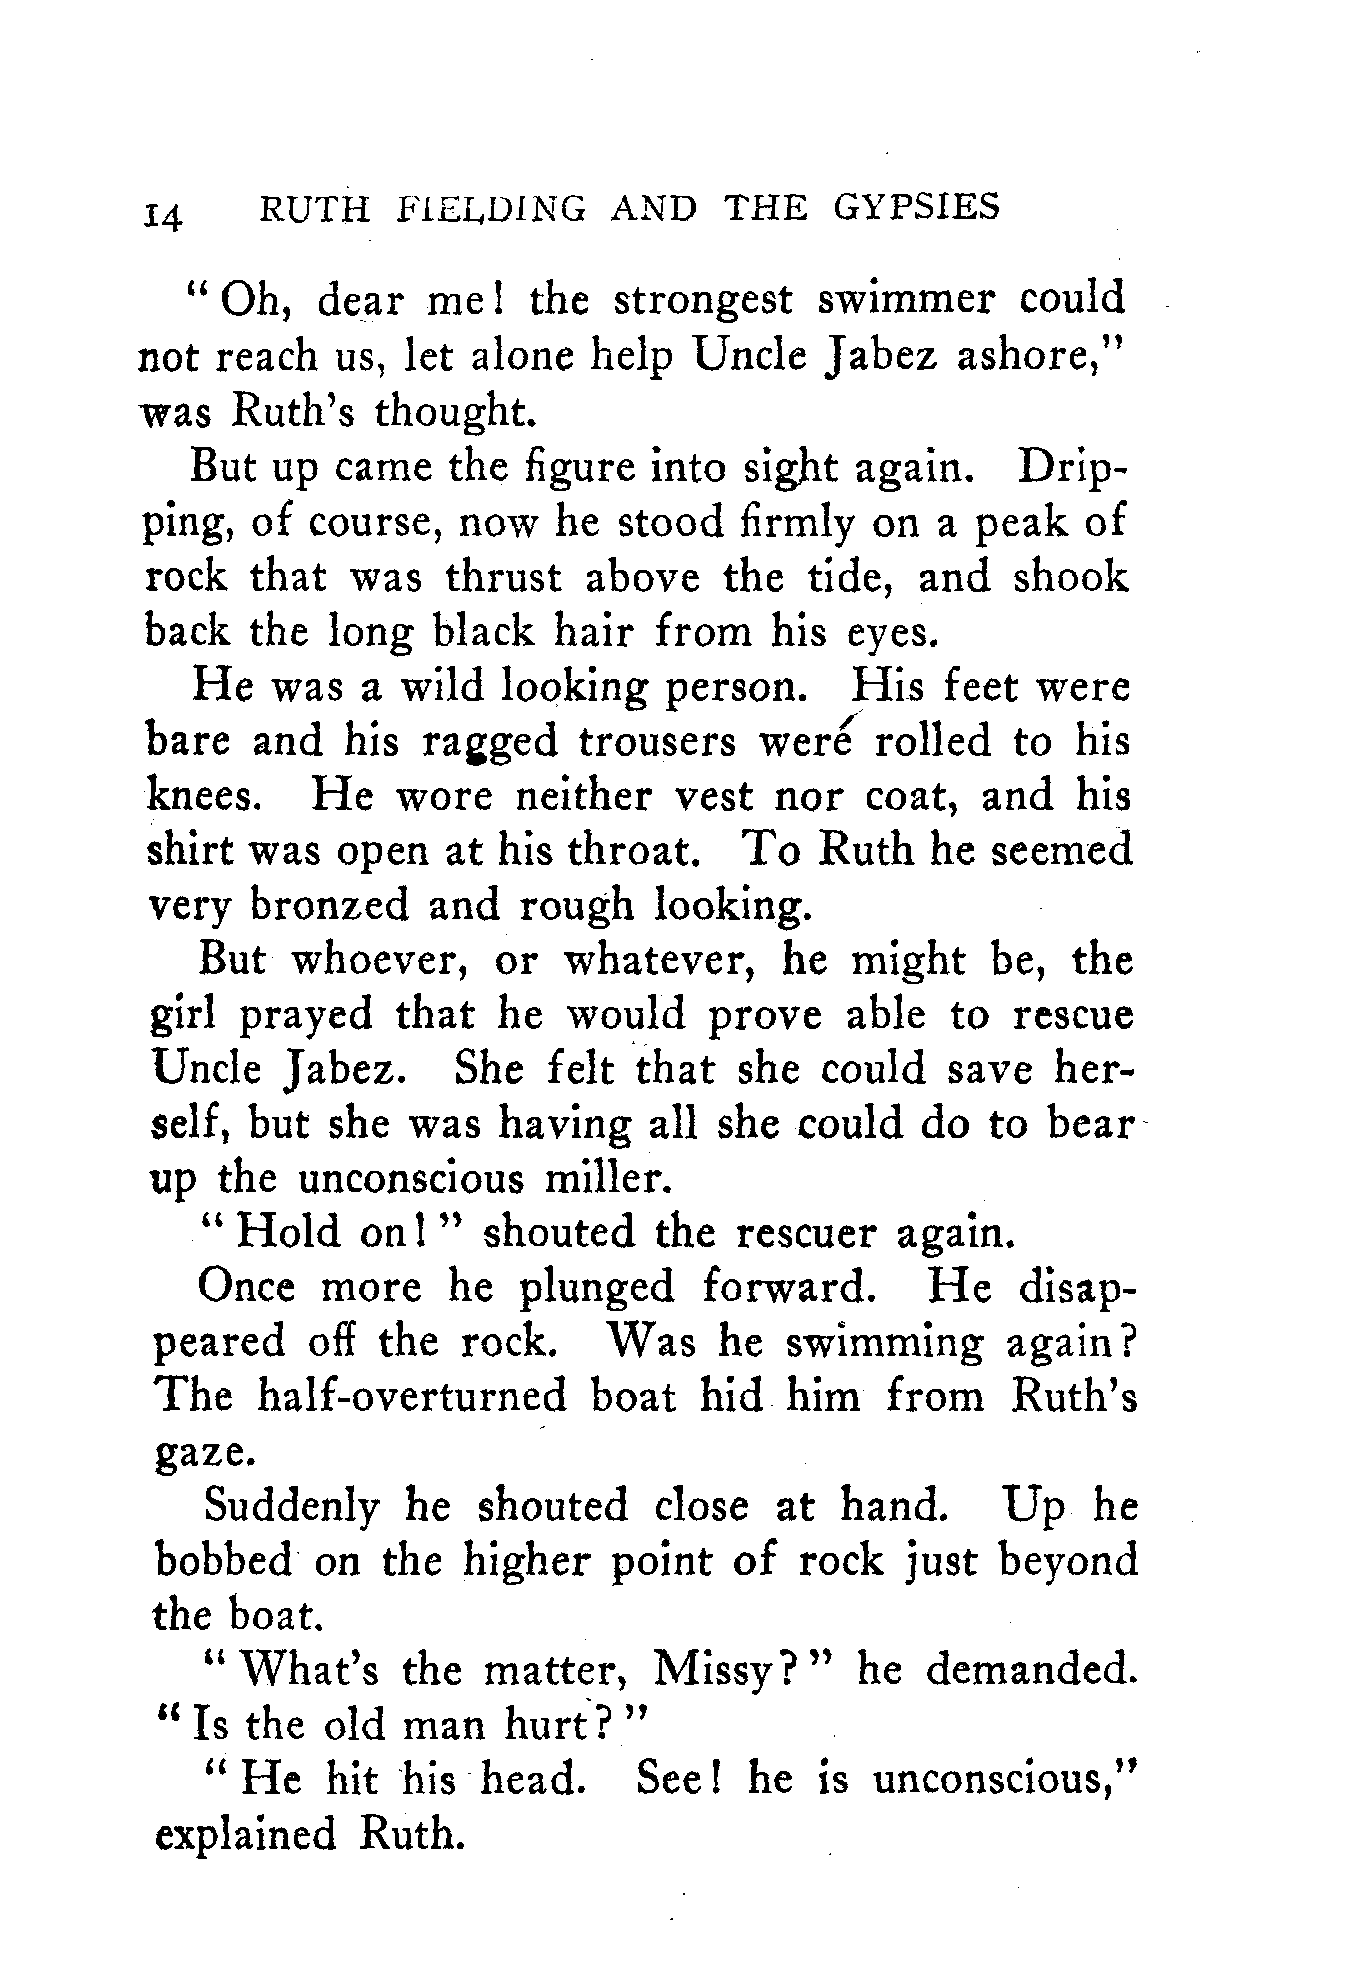 14 RUTH FIELDING AND THE GYPSIES
" Oh, dear me! the strongest swimmer could
not reach us, let alone help Uncle Jabez ashore,"
was Ruth's thought.
But up came the figure into sight again. Drip-
ping, of course, now he stood firmly on a peak of
rock that was thrust above the tide, and shook
back the long black hair from his eyes.
He was a wild looking person. His feet were
bare and his ragged trousers were rolled to his
knees. He wore neither vest nor coat, and his
shirt was open at his throat. To Ruth he seemed
very bronzed and rough looking.
But whoever, or whatever, he might be, the
girl prayed that he would prove able to rescue
Uncle Jabez. She felt that she could save her-
self, but she was having all she could do to bear
up the unconscious miller.
" Hold on! " shouted the rescuer again.
Once more he plunged forward. He disap-
peared off the rock. Was he swimming again?
The half-overturned boat hid him from Ruth's
gaze.
Suddenly he shouted close at hand. Up he
bobbed on the higher point of rock just beyond
the boat.
" What's the matter, Missy? " he demanded.
" Is the old man hurt? "
" He hit his head. See! he is unconscious,"
explained Ruth.